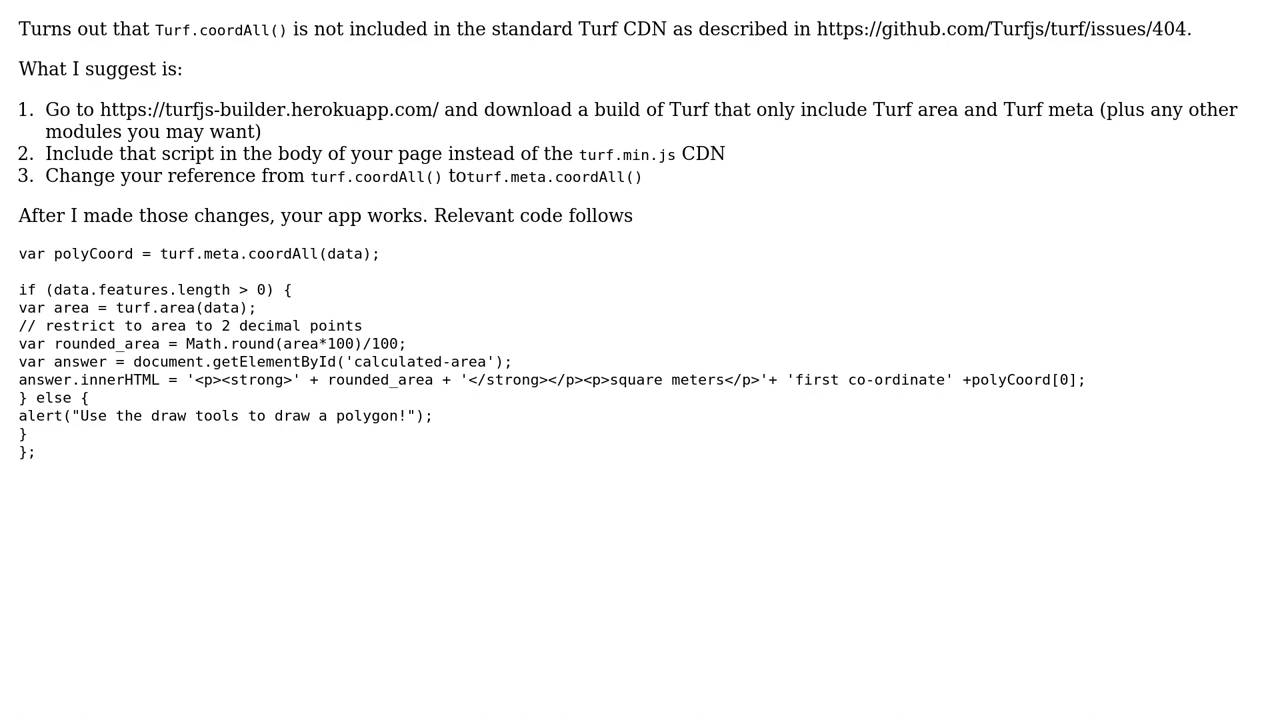 Turns out that Turf.coordAll() is not included in the standard Turf CDN as described in https://github.com/Turfjs/turf/issues/404.
What I suggest is:
1. Go to https://turfjs-builder.herokuapp.com/ and download a build of Turf that only include Turf area and Turf meta (plus any other
modules you may want)
2. Include that script in the body of your page instead of the turf.min.js CDN
3. Change your reference from turf.coordAll() toturf.meta.coordAll()
After I made those changes, your app works. Relevant code follows
var polyCoord = turf.meta.coordAll(data);
if (data.features.length > 0) {
var area = turf.area(data);
// restrict to area to 2 decimal points
var rounded_area = Math.round(area*100)/100;
var answer = document.getElementById('calculated-area');
answer.innerHTML = '<p><strong>' + rounded_area + '</strong></p><p>square meters</p>'+ 'first co-ordinate' +polyCoord[0];
} else {
alert("Use the draw tools to draw a polygon!");
}
};